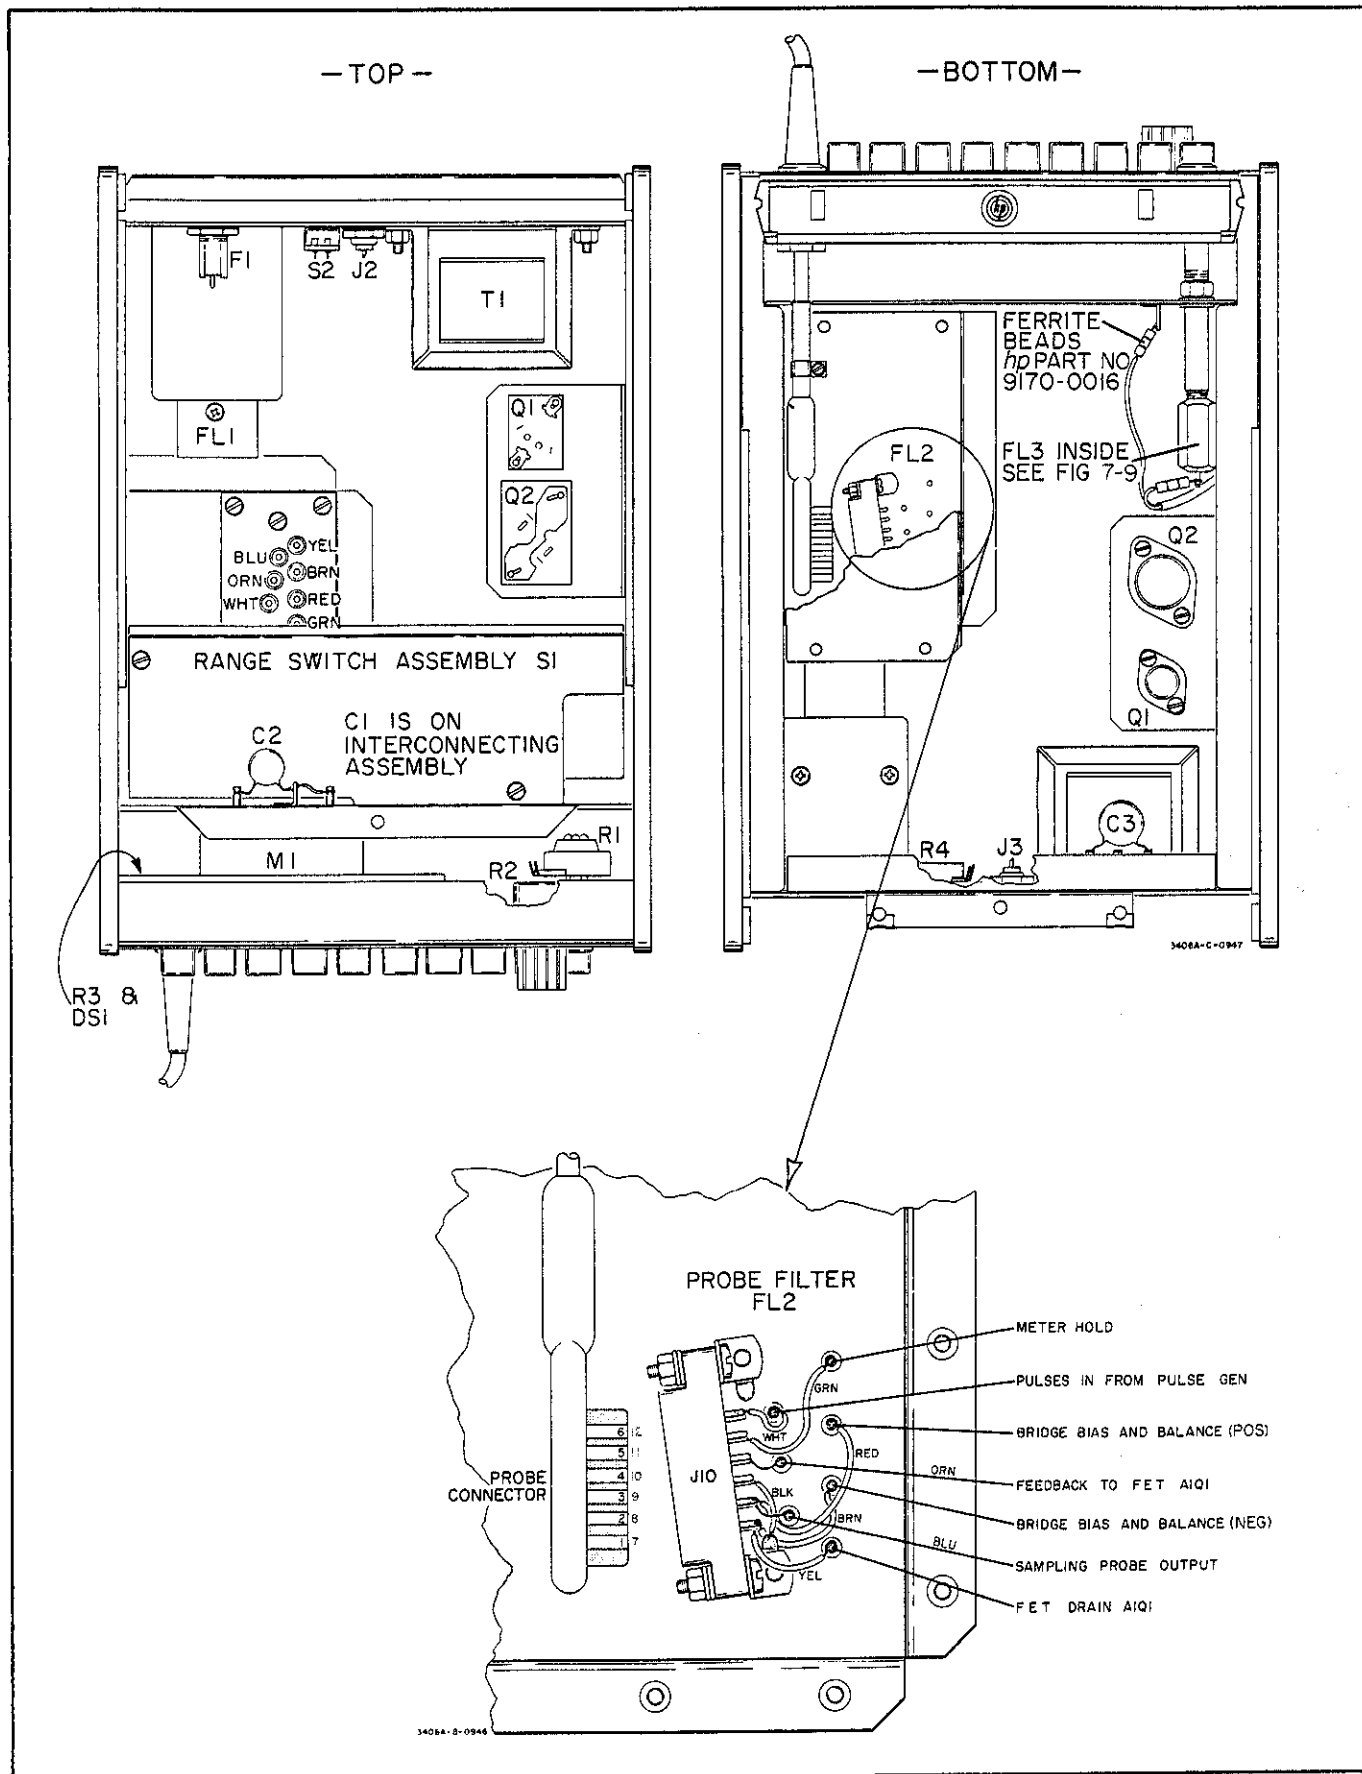 —TOP—
—BOTTOM—
F1
S2
J2
T1
FL1
Q1
Q2
BLU
YEL
ORN
BRN
WHT
RED
GRN
RANGE SWITCH ASSEMBLY S1
C2
C1 IS ON
INTERCONNECTING
ASSEMBLY
M1
R1
R2
R3 &
DS1
hp
FERRITE
BEADS
hp PART NO
9170-0016
FL2
FL3 INSIDE
SEE FIG 7-9
Q2
Q1
C3
R4
J3
3406A-C-0947
PROBE FILTER
FL2
METER HOLD
GRN
PULSES IN FROM PULSE GEN
WHT
BRIDGE BIAS AND BALANCE (POS)
RED
6 12
5 11
4 10
3 9
2 8
1 7
PROBE
CONNECTOR
J10
ORN
FEEDBACK TO FET A1Q1
BLK
BRN
BRIDGE BIAS AND BALANCE (NEG)
BLU
SAMPLING PROBE OUTPUT
YEL
FET DRAIN A1Q1
3406A-B-0946